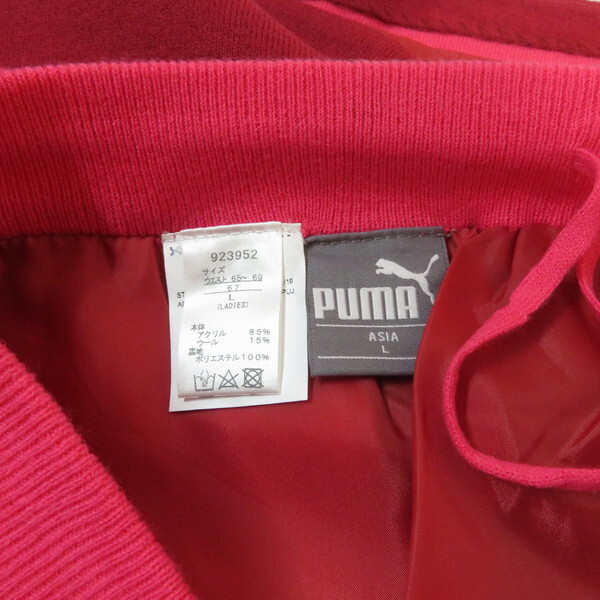 923952
サイズ
ウエスト 65～ 69
67
L
(LADIES)
本体
アクリル 85%
ウール 15%
裏地
ポリエステル100%
PUMA
ASIA
L